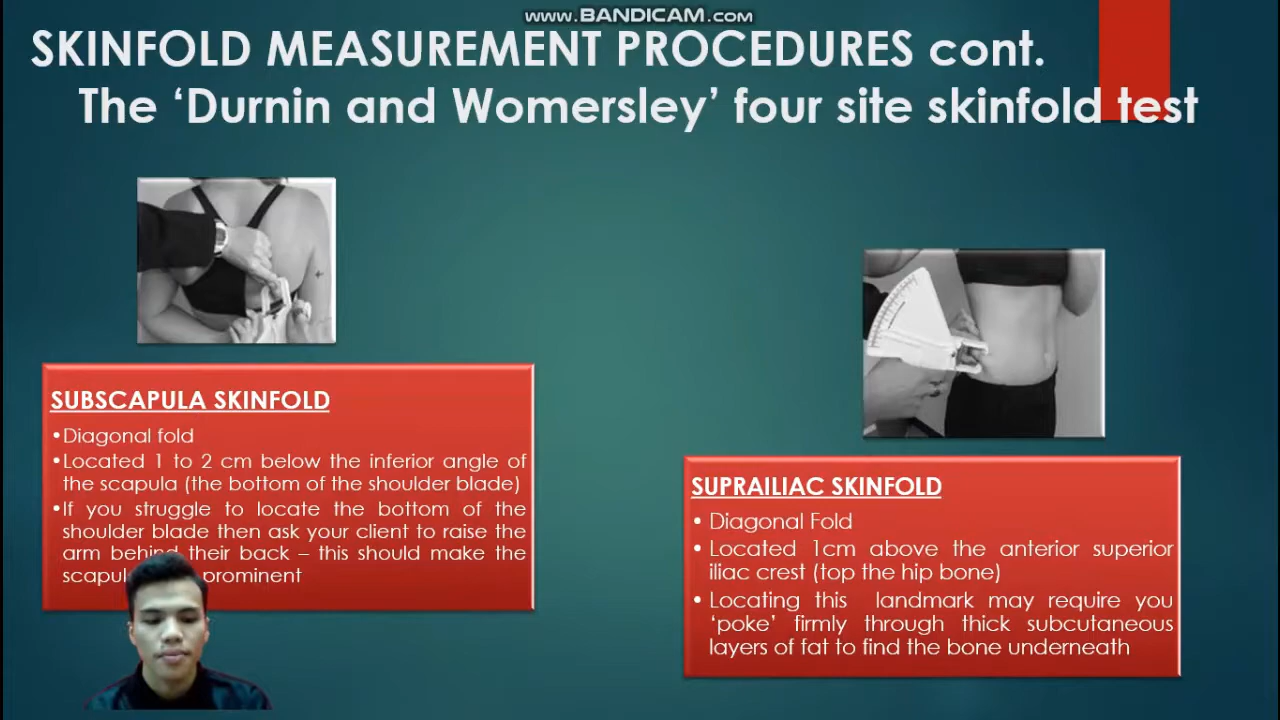 www.BANDICAM.com
SKINFOLD MEASUREMENT PROCEDURES cont.
The ‘Durnin and Womersley’ four site skinfold test
SUBSCAPULA SKINFOLD
•Diagonal fold
•Located 1 to 2 cm below the inferior angle of
the scapula (the bottom of the shoulder blade)
•If you struggle to locate the bottom of the
shoulder blade then ask your client to raise the
arm behind their back – this should make the
prominent
SUPRAILIAC SKINFOLD
• Diagonal Fold
• Located 1cm above the anterior superior
iliac crest (top the hip bone)
• Locating this landmark may require you
‘poke’ firmly through thick subcutaneous
layers of fat to find the bone underneath